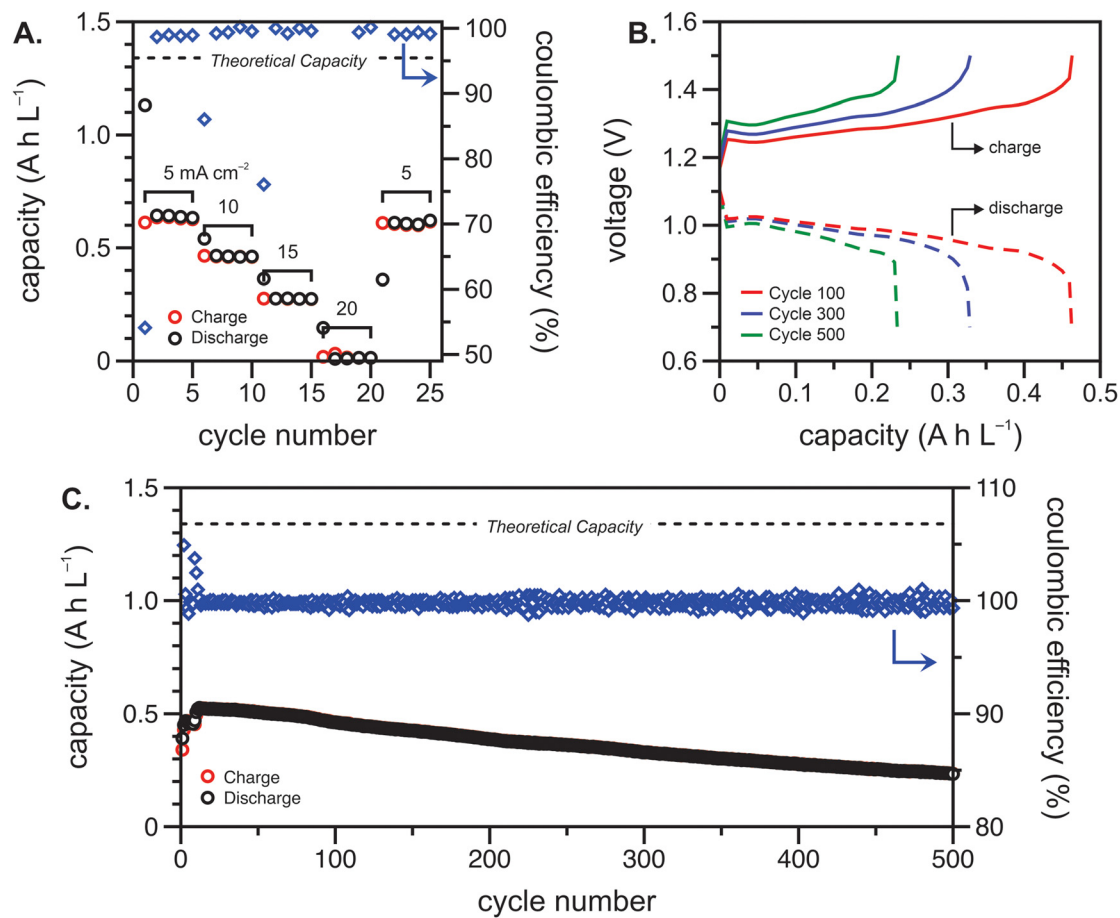 A.
capacity (A h L⁻¹)
1.5
1.0
0.5
0
Theoretical Capacity
5 mA cm⁻²
10
15
20
5
Charge
Discharge
0 5 10 15 20 25
cycle number
100
90
80
70
60
50
coulombic efficiency (%)
B.
voltage (V)
1.6
1.4
1.2
1.0
0.8
0.6
charge
discharge
Cycle 100
Cycle 300
Cycle 500
0 0.1 0.2 0.3 0.4 0.5
capacity (A h L⁻¹)
C.
capacity (A h L⁻¹)
1.5
1.0
0.5
0
Theoretical Capacity
Charge
Discharge
0 100 200 300 400 500
cycle number
110
100
90
80
coulombic efficiency (%)